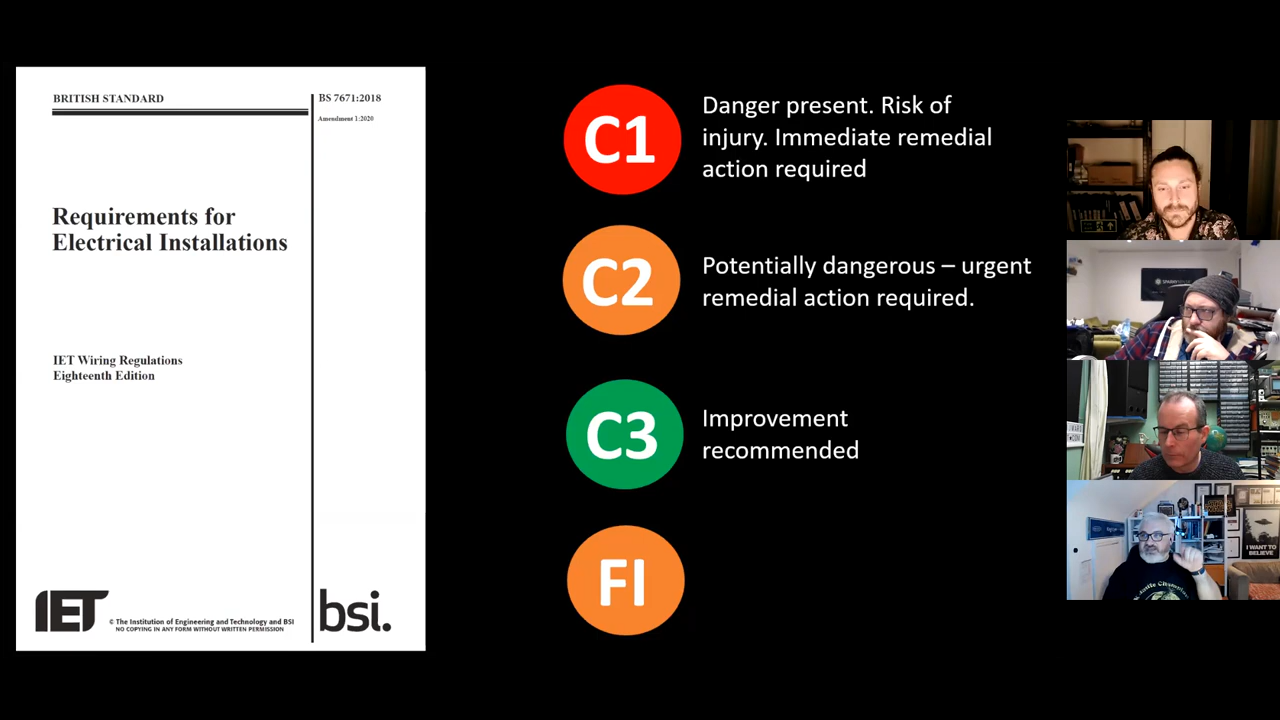 BRITISH STANDARD
BS 7671:2018
Amendment 1:2020
Requirements for
Electrical Installations
IET Wiring Regulations
Eighteenth Edition
IET
© The Institution of Engineering and Technology and BSI
NO COPYING IN ANY FORM WITHOUT WRITTEN PERMISSION
bsi.
C1
Danger present. Risk of
injury. Immediate remedial
action required
C2
Potentially dangerous – urgent
remedial action required.
C3
Improvement
recommended
FI
I WANT TO
BELIEVE